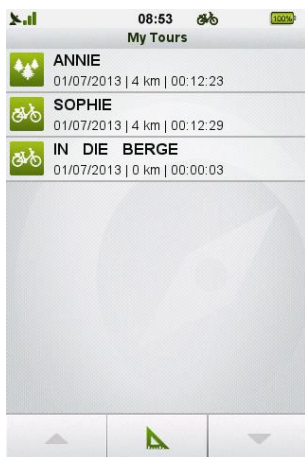 08:53
100%
My Tours
ANNIE
01/07/2013 | 4 km | 00:12:23
SOPHIE
01/07/2013 | 4 km | 00:12:29
IN DIE BERGE
01/07/2013 | 0 km | 00:00:03